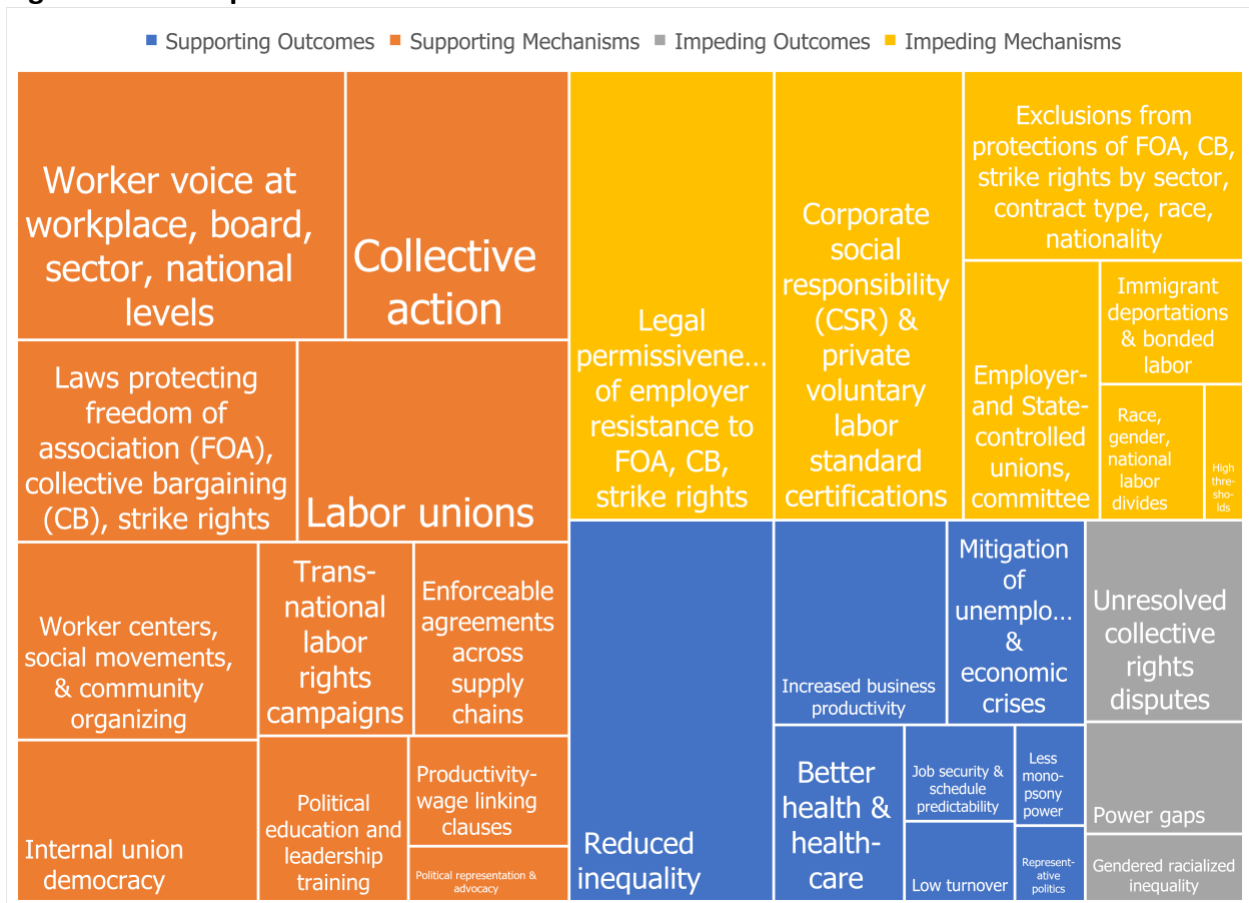 Supporting Outcomes Supporting Mechanisms Impeding Outcomes Impeding Mechanisms
Worker voice at
workplace, board,
sector, national
levels
Collective
action
Laws protecting
freedom of
association (FOA),
collective bargaining
(CB), strike rights
Labor unions
Worker centers,
social movements,
& community
organizing
Trans-
national
labor
rights
campaigns
Enforceable
agreements
across
supply
chains
Internal union
democracy
Political
education and
leadership
training
Productivity-
wage linking
clauses
Political representation &
advocacy
Legal
permissivene...
of employer
resistance to
FOA, CB,
strike rights
Corporate
social
responsibility
(CSR) &
private
voluntary
labor
standard
certifications
Exclusions from
protections of FOA, CB,
strike rights by sector,
contract type, race,
nationality
Employer-
and State-
controlled
unions,
committee
Immigrant
deportations
& bonded
labor
Race,
gender,
national
labor
divides
High
thre-
sho-
lds
Reduced
inequality
Increased business
productivity
Mitigation
of
unemplo...
&
economic
crises
Better
health &
health-
care
Job security &
schedule
predictability
Less
mono-
psony
power
Low turnover
Represent-
ative
politics
Unresolved
collective
rights
disputes
Power gaps
Gendered racialized
inequality